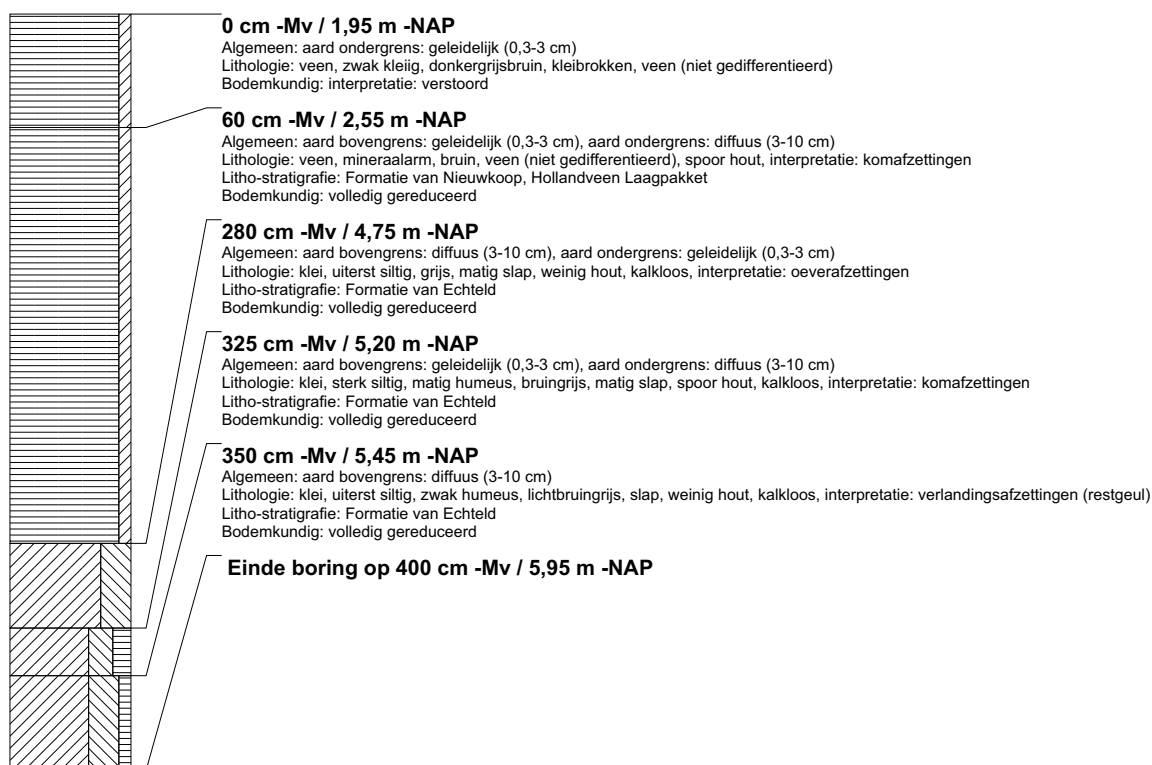 0 cm -Mv / 1,95 m -NAP
Algemeen: aard ondergrens: geleidelijk (0,3-3 cm)
Lithologie: veen, zwak kleiig, donkergrijsbruin, kleibrokken, veen (niet gedifferentieerd)
Bodemkundig: interpretatie: verstoord
60 cm -Mv / 2,55 m -NAP
Algemeen: aard bovengrens: geleidelijk (0,3-3 cm), aard ondergrens: diffuus (3-10 cm)
Lithologie: veen, mineraalarm, bruin, veen (niet gedifferentieerd), spoor hout, interpretatie: komafzettingen
Litho-stratigrafie: Formatie van Nieuwkoop, Hollandveen Laagpakket
Bodemkundig: volledig gereduceerd
280 cm -Mv / 4,75 m -NAP
Algemeen: aard bovengrens: diffuus (3-10 cm), aard ondergrens: geleidelijk (0,3-3 cm)
Lithologie: klei, uiterst siltig, grijs, matig slap, weinig hout, kalkloos, interpretatie: oeverafzettingen
Litho-stratigrafie: Formatie van Echteld
Bodemkundig: volledig gereduceerd
325 cm -Mv / 5,20 m -NAP
Algemeen: aard bovengrens: geleidelijk (0,3-3 cm), aard ondergrens: diffuus (3-10 cm)
Lithologie: klei, sterk siltig, matig humeus, bruingrijs, matig slap, spoor hout, kalkloos, interpretatie: komafzettingen
Litho-stratigrafie: Formatie van Echteld
Bodemkundig: volledig gereduceerd
350 cm -Mv / 5,45 m -NAP
Algemeen: aard bovengrens: diffuus (3-10 cm)
Lithologie: klei, uiterst siltig, zwak humeus, lichtbruingrijs, slap, weinig hout, kalkloos, interpretatie: verlandingsafzettingen (restgeul)
Litho-stratigrafie: Formatie van Echteld
Bodemkundig: volledig gereduceerd
Einde boring op 400 cm -Mv / 5,95 m -NAP